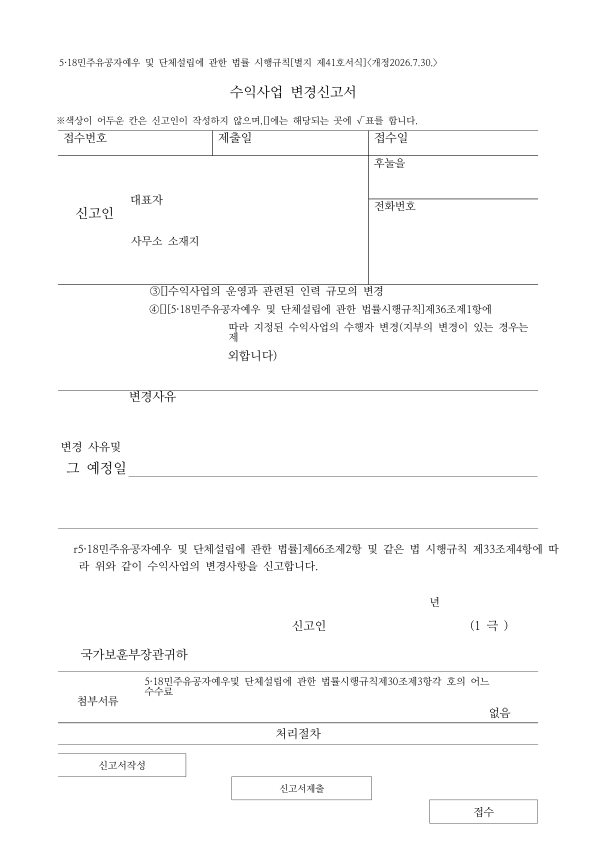 5·18민주유공자예우 및 단체설립에 관한 법률 시행규칙[별지 제41호서식]〈개정2026.7.30.〉
수익사업 변경신고서
※색상이 어두운 칸은 신고인이 작성하지 않으며,[]에는 해당되는 곳에 √표를 합니다.
접수번호 제출일 접수일
후눌을
대표자
신고인
전화번호
사무소 소재지
③[]수익사업의 운영과 관련된 인력 규모의 변경
④[][5·18민주유공자예우 및 단체설립에 관한 법률시행규칙]제36조제1항에
따라 지정된 수익사업의 수행자 변경(지부의 변경이 있는 경우는
제
외합니다)
변경사유
변경 사유및
그 예정일
r5·18민주유공자예우 및 단체설립에 관한 법률]제66조제2항 및 같은 법 시행규칙 제33조제4항에 따
라 위와 같이 수익사업의 변경사항을 신고합니다.
년
신고인 (1 극 )
국가보훈부장관귀하
5·18민주유공자예우및 단체설립에 관한 법률시행규칙제30조제3항각 호의 어느
수수료
첨부서류
없음
처리절차
신고서작성
신고서제출
접수